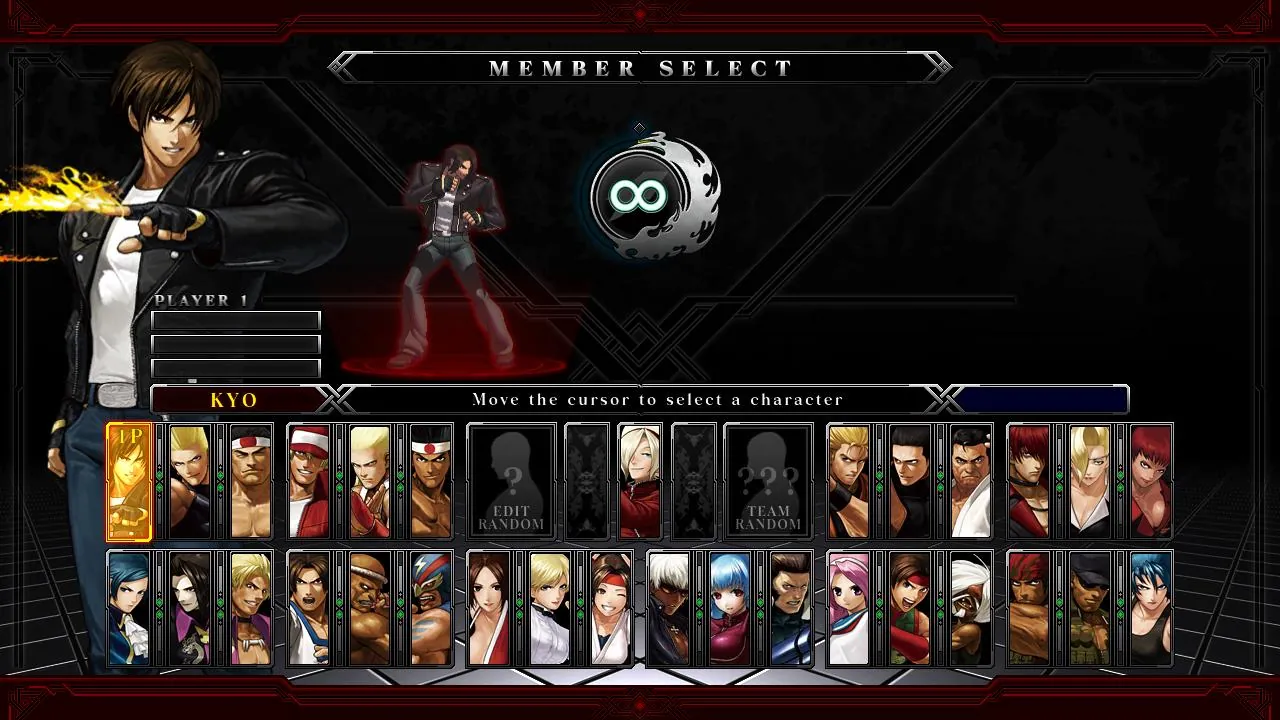 MEMBER SELECT
∞
PLAYER 1
KYO
Move the cursor to select a character
1P
?
EDIT
RANDOM
???
TEAM
RANDOM